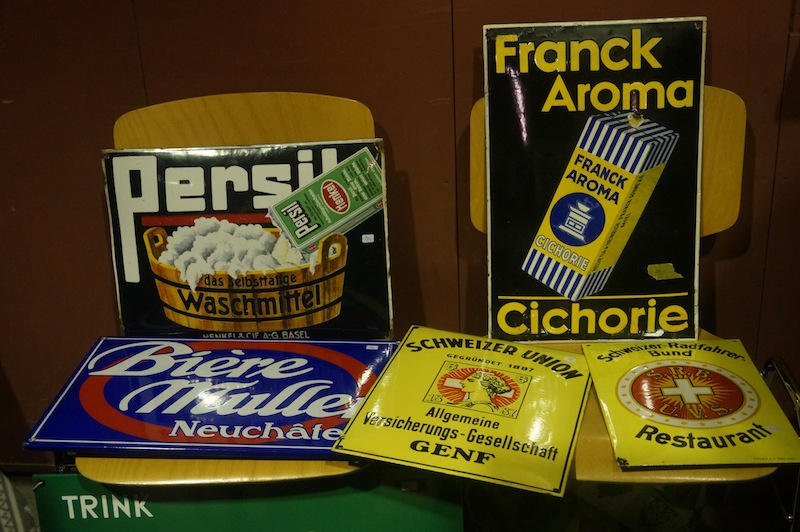 Persil
Henkel
Persil
das selbsttätige
Waschmittel
HENKEL & CIE A.-G. BASEL
Franck
Aroma
FRANCK
AROMA
CICHORIE
Cichorie
Bière
Muller
Neuchâte
SCHWEIZER UNION
GEGRÜNDET 1887
Allgemeine
Versicherungs-Gesellschaft
GENF
Schweizer-Radfahrer-
Bund
Restaurant
TRINK